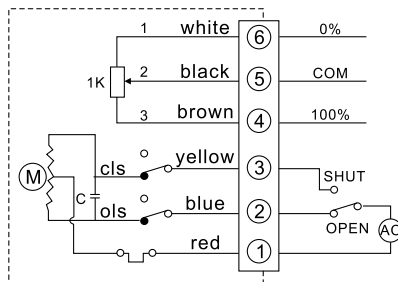 1 white 6 0%
1K 2 black 5 COM
3 brown 4 100%
cls yellow 3 SHUT
M C
ols blue 2 OPEN AC
red 1